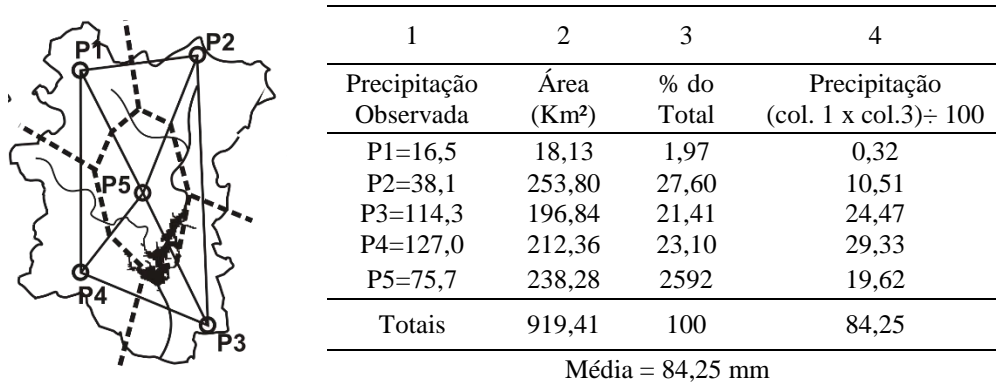 P1
P2
P5
P4
P3
1 2 3 4
Precipitação Observada Área (Km²) % do Total Precipitação (col. 1 x col.3)÷ 100
P1=16,5 18,13 1,97 0,32
P2=38,1 253,80 27,60 10,51
P3=114,3 196,84 21,41 24,47
P4=127,0 212,36 23,10 29,33
P5=75,7 238,28 2592 19,62
Totais 919,41 100 84,25
Média = 84,25 mm